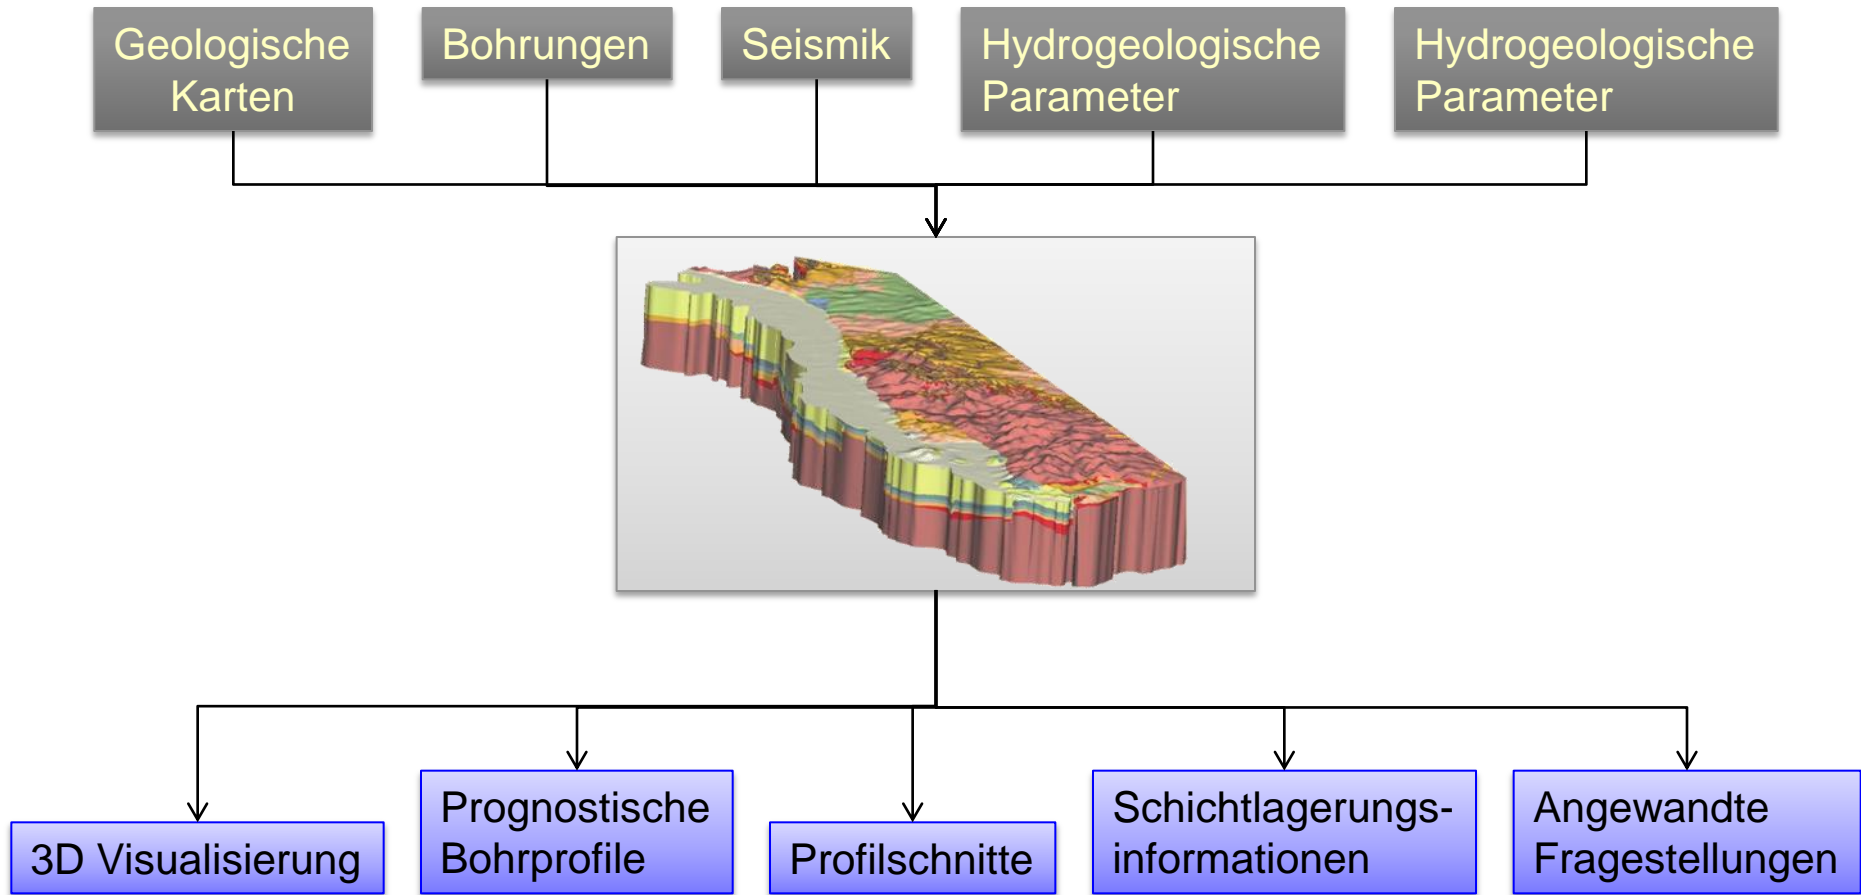 Geologische
Karten
Bohrungen
Seismik
Hydrogeologische
Parameter
Hydrogeologische
Parameter
3D Visualisierung
Prognostische
Bohrprofile
Profilschnitte
Schichtlagerungs-
informationen
Angewandte
Fragestellungen